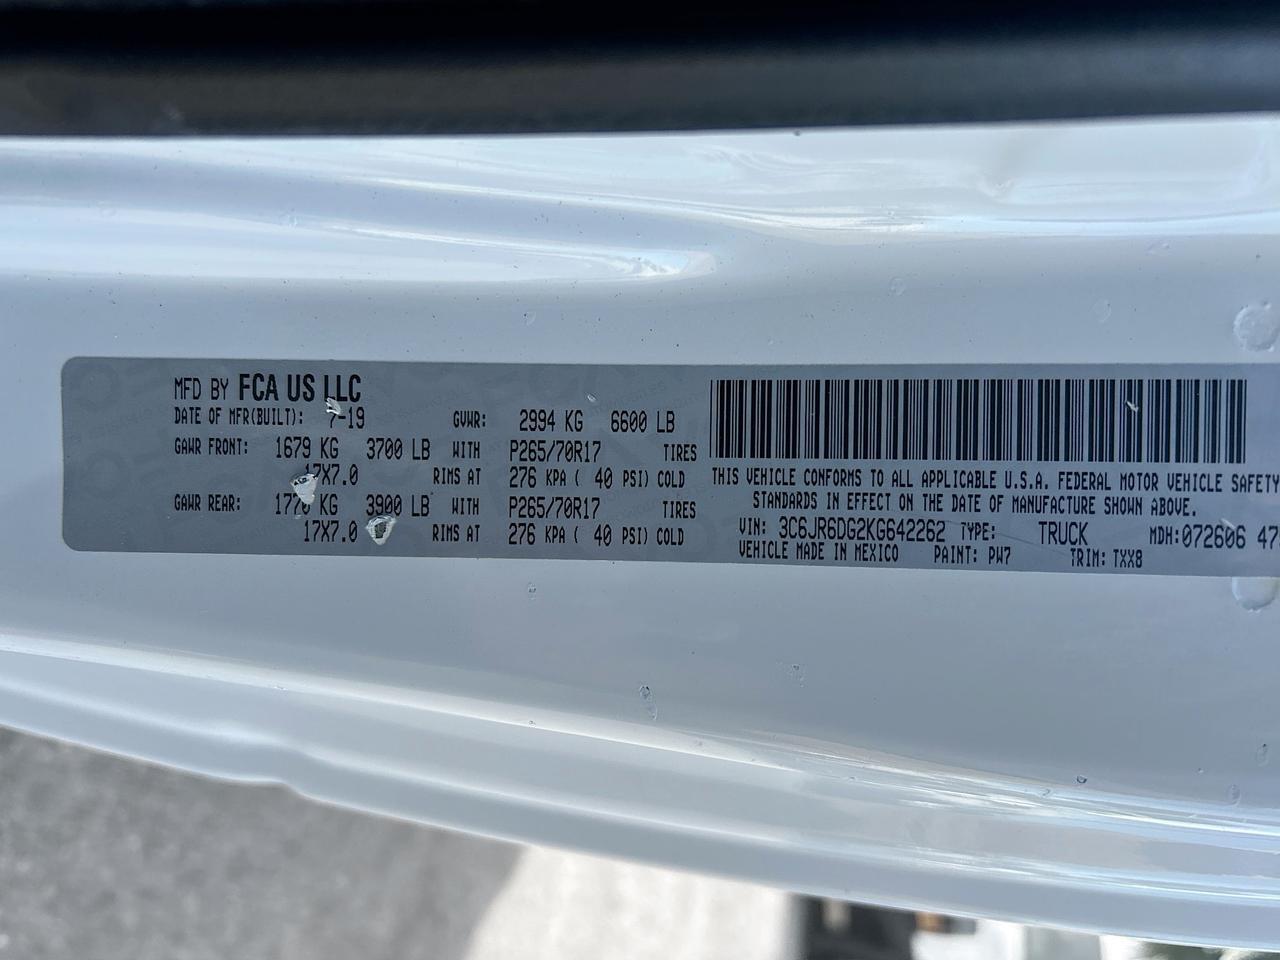 MFD BY FCA US LLC
DATE OF MFR(BUILT): 7-19 GVWR: 2994 KG 6600 LB
GAWR FRONT: 1679 KG 3700 LB WITH P265/70R17 TIRES
17X7.0 RIMS AT 276 KPA ( 40 PSI) COLD
GAWR REAR: 1770 KG 3900 LB WITH P265/70R17 TIRES
17X7.0 RIMS AT 276 KPA ( 40 PSI) COLD
THIS VEHICLE CONFORMS TO ALL APPLICABLE U.S.A. FEDERAL MOTOR VEHICLE SAFETY
STANDARDS IN EFFECT ON THE DATE OF MANUFACTURE SHOWN ABOVE.
VIN: 3C6JR6DG2KG642262 TYPE: TRUCK MDH:072606 47
VEHICLE MADE IN MEXICO PAINT: PW7 TRIM: TXX8